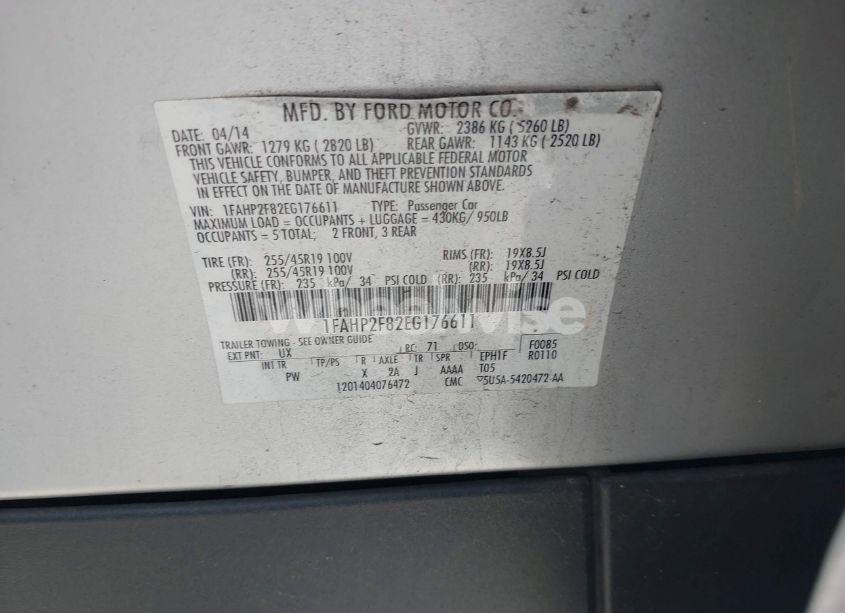 MFD. BY FORD MOTOR CO.
DATE: 04/14 GVWR: 2386 KG ( 5260 LB)
FRONT GAWR: 1279 KG ( 2820 LB) REAR GAWR: 1143 KG ( 2520 LB)
THIS VEHICLE CONFORMS TO ALL APPLICABLE FEDERAL MOTOR
VEHICLE SAFETY, BUMPER, AND THEFT PREVENTION STANDARDS
IN EFFECT ON THE DATE OF MANUFACTURE SHOWN ABOVE.
VIN: 1FAHP2F82EG176611 TYPE: Passenger Car
MAXIMUM LOAD = OCCUPANTS + LUGGAGE = 430KG/ 950LB
OCCUPANTS = 5 TOTAL; 2 FRONT, 3 REAR
TIRE (FR): 255/45R19 100V RIMS (FR): 19X8.5J
(RR): 255/45R19 100V (RR): 19X8.5J
PRESSURE (FR): 235 kPa/ 34 PSI COLD (RR): 235 kPa/ 34 PSI COLD
1FAHP2F82EG176611
TRAILER TOWING - SEE OWNER GUIDE
EXT PNT: UX RC: 71 DSO: F0085
R0110
INT TR TP/PS R AXLE TR SPR EPH1F
PW X 2A J AAAA T05
1201404076472 CMC 5U5A-5420472-AA